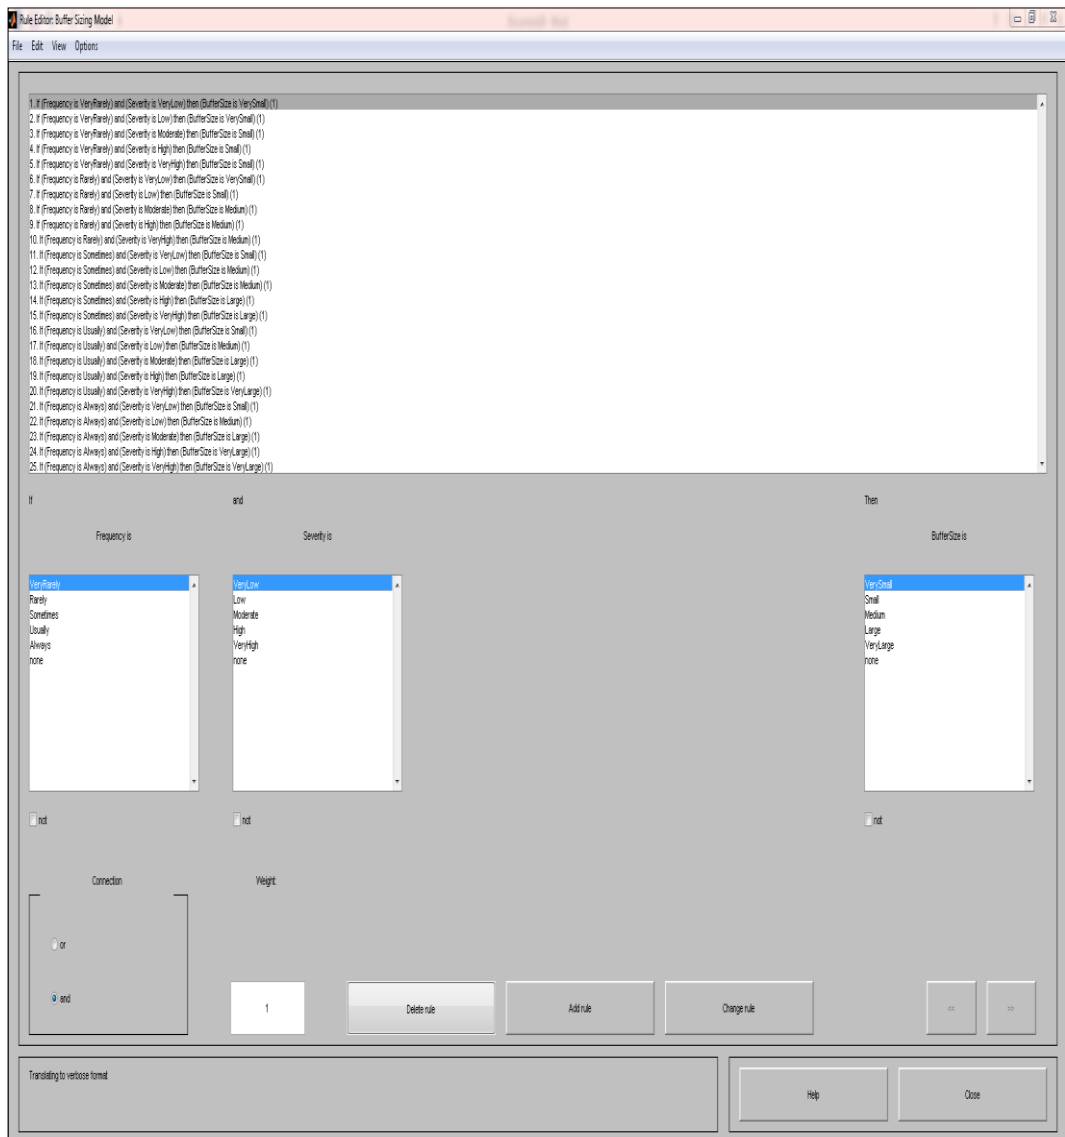 Rule Editor: Buffer Sizing Model
File Edit View Options
1. If (Frequency is VeryRarely) and (Severity is VeryLow) then (BufferSize is VerySmall) (1)
2. If (Frequency is VeryRarely) and (Severity is Low) then (BufferSize is VerySmall) (1)
3. If (Frequency is VeryRarely) and (Severity is Moderate) then (BufferSize is Small) (1)
4. If (Frequency is VeryRarely) and (Severity is High) then (BufferSize is Small) (1)
5. If (Frequency is VeryRarely) and (Severity is VeryHigh) then (BufferSize is Small) (1)
6. If (Frequency is Rarely) and (Severity is VeryLow) then (BufferSize is VerySmall) (1)
7. If (Frequency is Rarely) and (Severity is Low) then (BufferSize is Small) (1)
8. If (Frequency is Rarely) and (Severity is Moderate) then (BufferSize is Medium) (1)
9. If (Frequency is Rarely) and (Severity is High) then (BufferSize is Medium) (1)
10. If (Frequency is Rarely) and (Severity is VeryHigh) then (BufferSize is Medium) (1)
11. If (Frequency is Sometimes) and (Severity is VeryLow) then (BufferSize is Small) (1)
12. If (Frequency is Sometimes) and (Severity is Low) then (BufferSize is Medium) (1)
13. If (Frequency is Sometimes) and (Severity is Moderate) then (BufferSize is Medium) (1)
14. If (Frequency is Sometimes) and (Severity is High) then (BufferSize is Large) (1)
15. If (Frequency is Sometimes) and (Severity is VeryHigh) then (BufferSize is Large) (1)
16. If (Frequency is Usually) and (Severity is VeryLow) then (BufferSize is Small) (1)
17. If (Frequency is Usually) and (Severity is Low) then (BufferSize is Medium) (1)
18. If (Frequency is Usually) and (Severity is Moderate) then (BufferSize is Large) (1)
19. If (Frequency is Usually) and (Severity is High) then (BufferSize is Large) (1)
20. If (Frequency is Usually) and (Severity is VeryHigh) then (BufferSize is VeryLarge) (1)
21. If (Frequency is Always) and (Severity is VeryLow) then (BufferSize is Small) (1)
22. If (Frequency is Always) and (Severity is Low) then (BufferSize is Medium) (1)
23. If (Frequency is Always) and (Severity is Moderate) then (BufferSize is Large) (1)
24. If (Frequency is Always) and (Severity is High) then (BufferSize is VeryLarge) (1)
25. If (Frequency is Always) and (Severity is VeryHigh) then (BufferSize is VeryLarge) (1)
If and Then
Frequency is Severity is BufferSize is
VeryRarely VeryLow VerySmall
Rarely Low Small
Sometimes Moderate Medium
Usually High Large
Always VeryHigh VeryLarge
none none none
not not not
Connection Weight:
or
and 1 Delete rule Add rule Change rule << >>
Translating to verbose format
Help Close